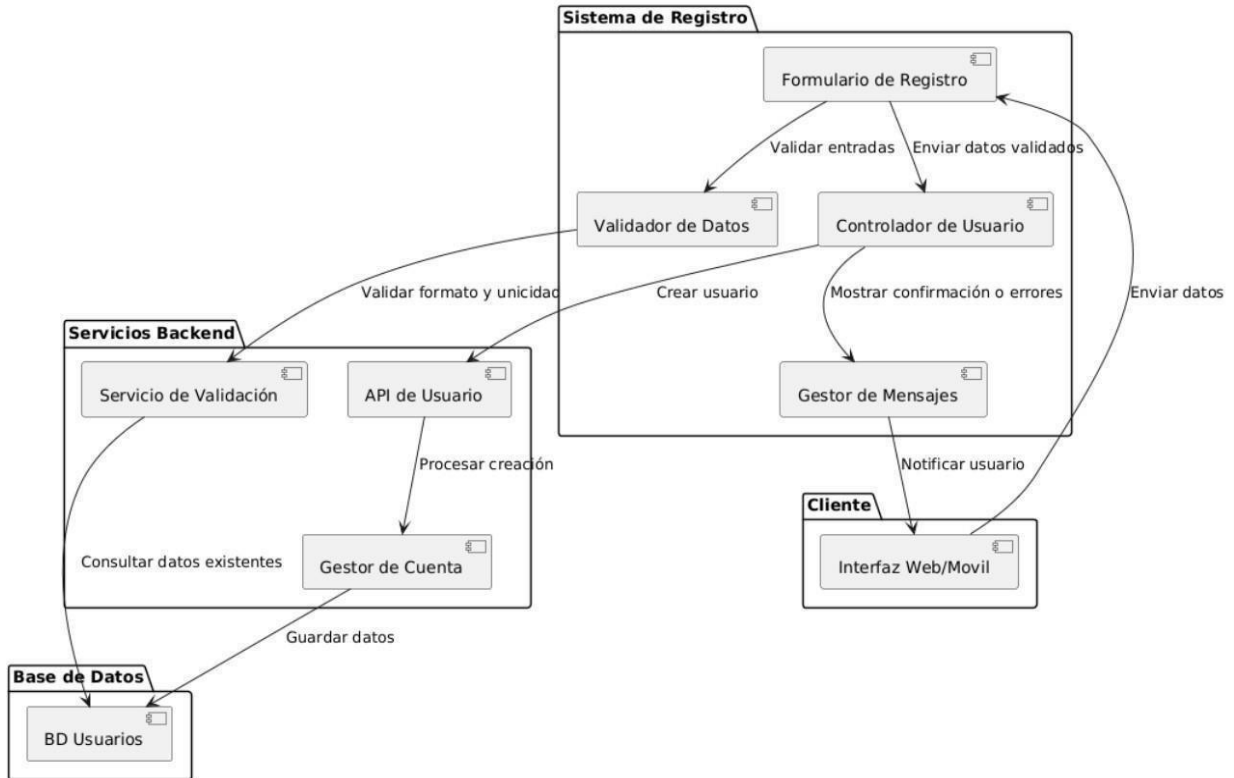 Sistema de Registro
Formulario de Registro
Validar entradas
Enviar datos validados
Validador de Datos
Controlador de Usuario
Validar formato y unicidad
Crear usuario
Mostrar confirmación o errores
Enviar datos
Servicios Backend
Servicio de Validación
API de Usuario
Gestor de Mensajes
Procesar creación
Notificar usuario
Cliente
Consultar datos existentes
Gestor de Cuenta
Interfaz Web/Movil
Guardar datos
Base de Datos
BD Usuarios